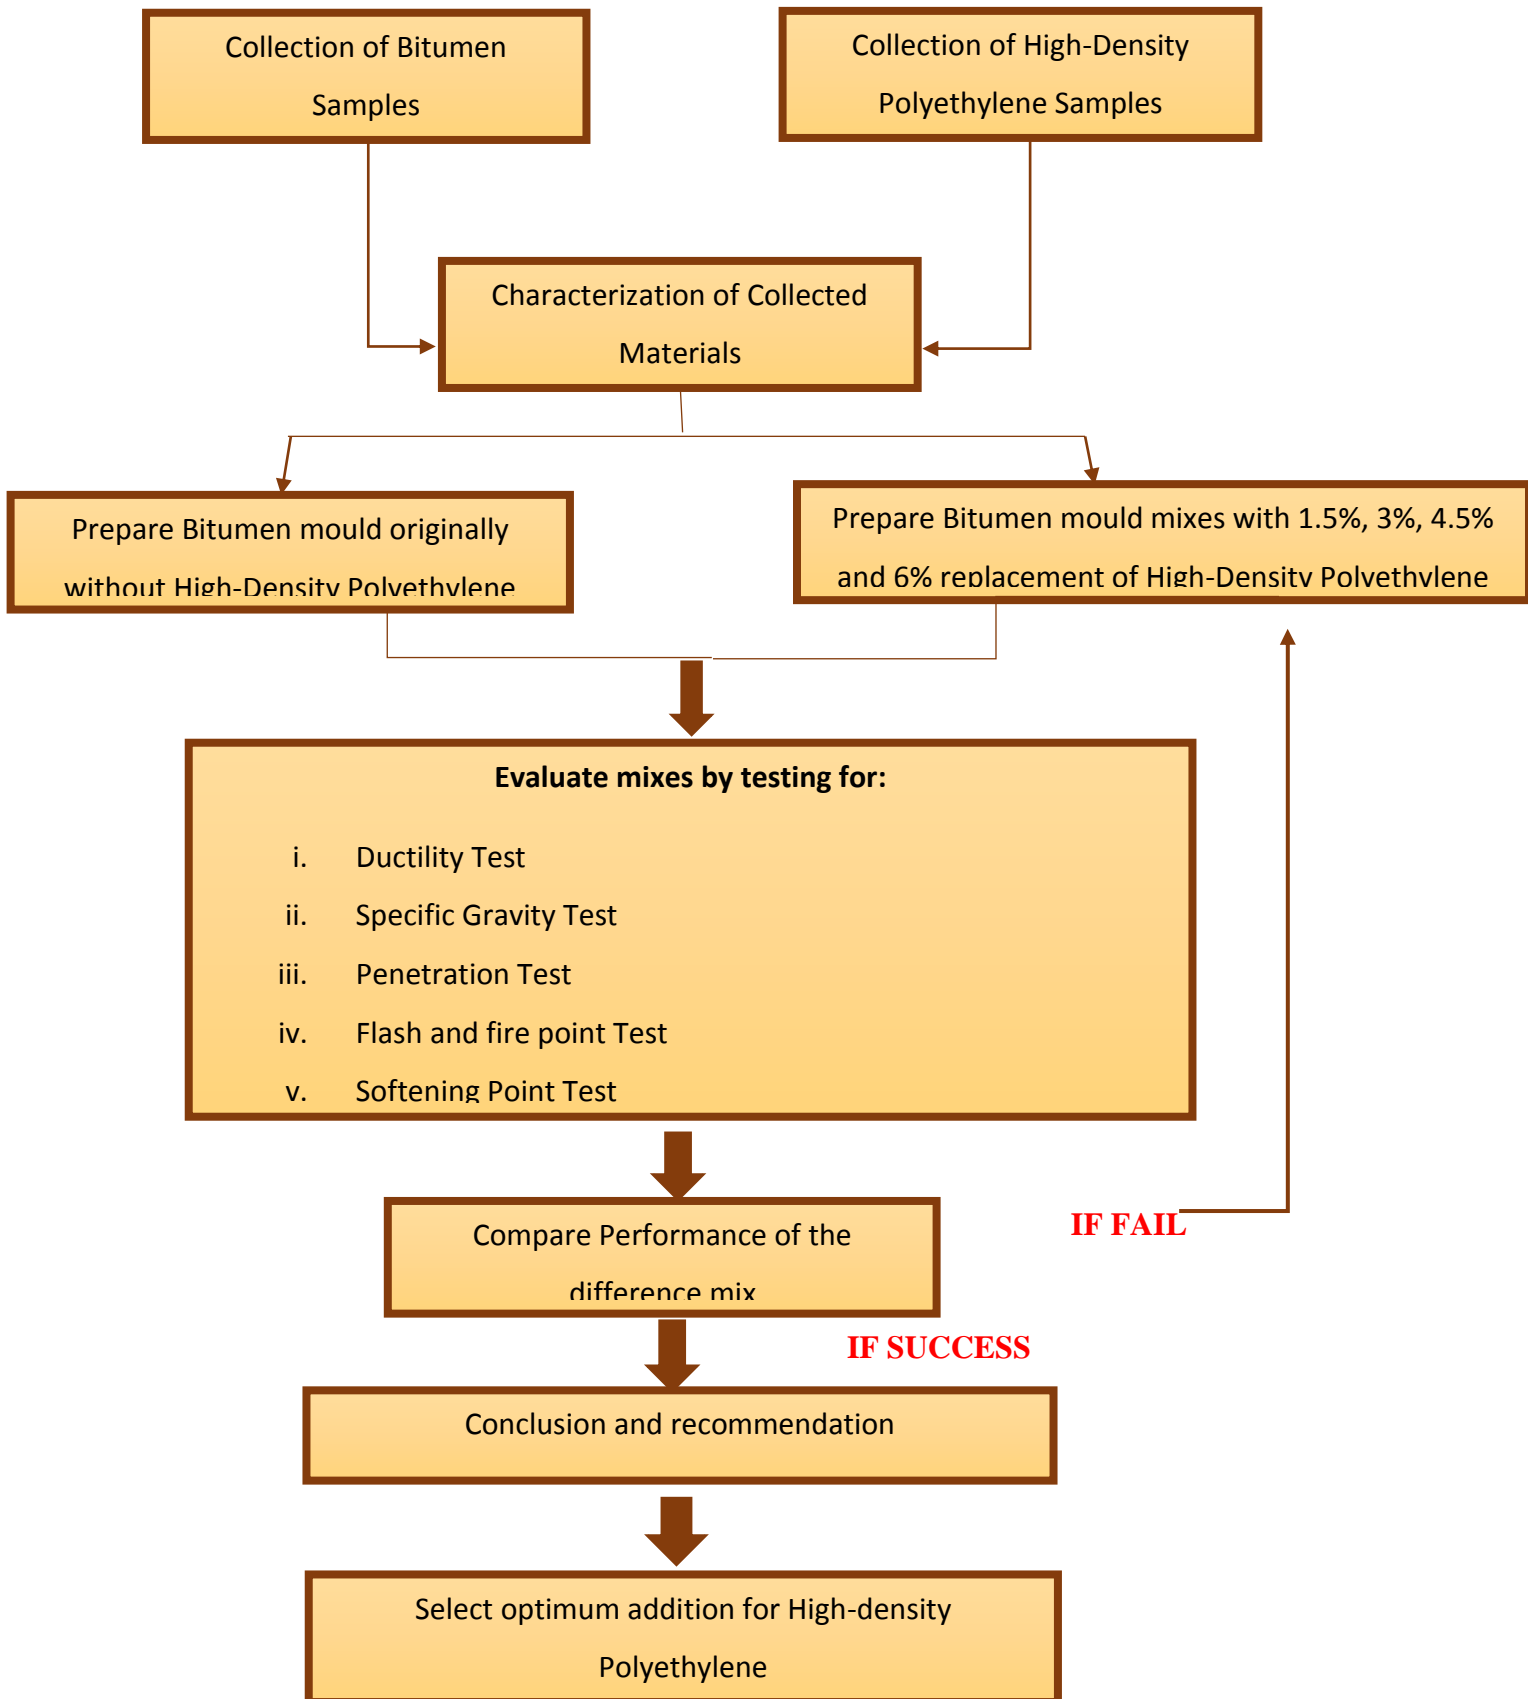 Collection of Bitumen
Samples
Collection of High-Density
Polyethylene Samples
Characterization of Collected
Materials
Prepare Bitumen mould originally
without High-Density Polyethylene
Prepare Bitumen mould mixes with 1.5%, 3%, 4.5%
and 6% replacement of High-Density Polyethylene
Evaluate mixes by testing for:
i. Ductility Test
ii. Specific Gravity Test
iii. Penetration Test
iv. Flash and fire point Test
v. Softening Point Test
Compare Performance of the
difference mix
IF FAIL
IF SUCCESS
Conclusion and recommendation
Select optimum addition for High-density
Polyethylene